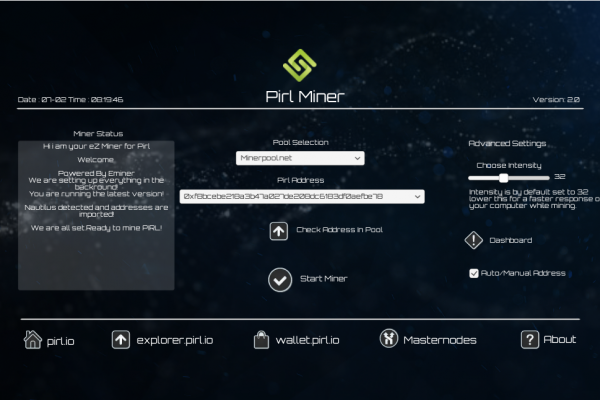 Pirl Miner
Date : 07-02 Time : 08:19:46
Version: 2.0
Miner Status
Hi i am your eZ Miner for Pirl
Welcome,
Powered By Eminer
We are setting up everything in the
backround!
You are running the latest version!
Nautilus detected and addresses are
imported!
We are all set Ready to mine PIRL!
Pool Selection
Minerpool.net
Pirl Address
Check Address in Pool
Start Miner
Advanced Settings
Choose Intensity
32
Intensity is by default set to 32
lower this for a faster response o
your computer while mining.
Dashboard
Auto/Manual Address
pirl.io
explorer.pirl.io
wallet.pirl.io
Masternodes
About